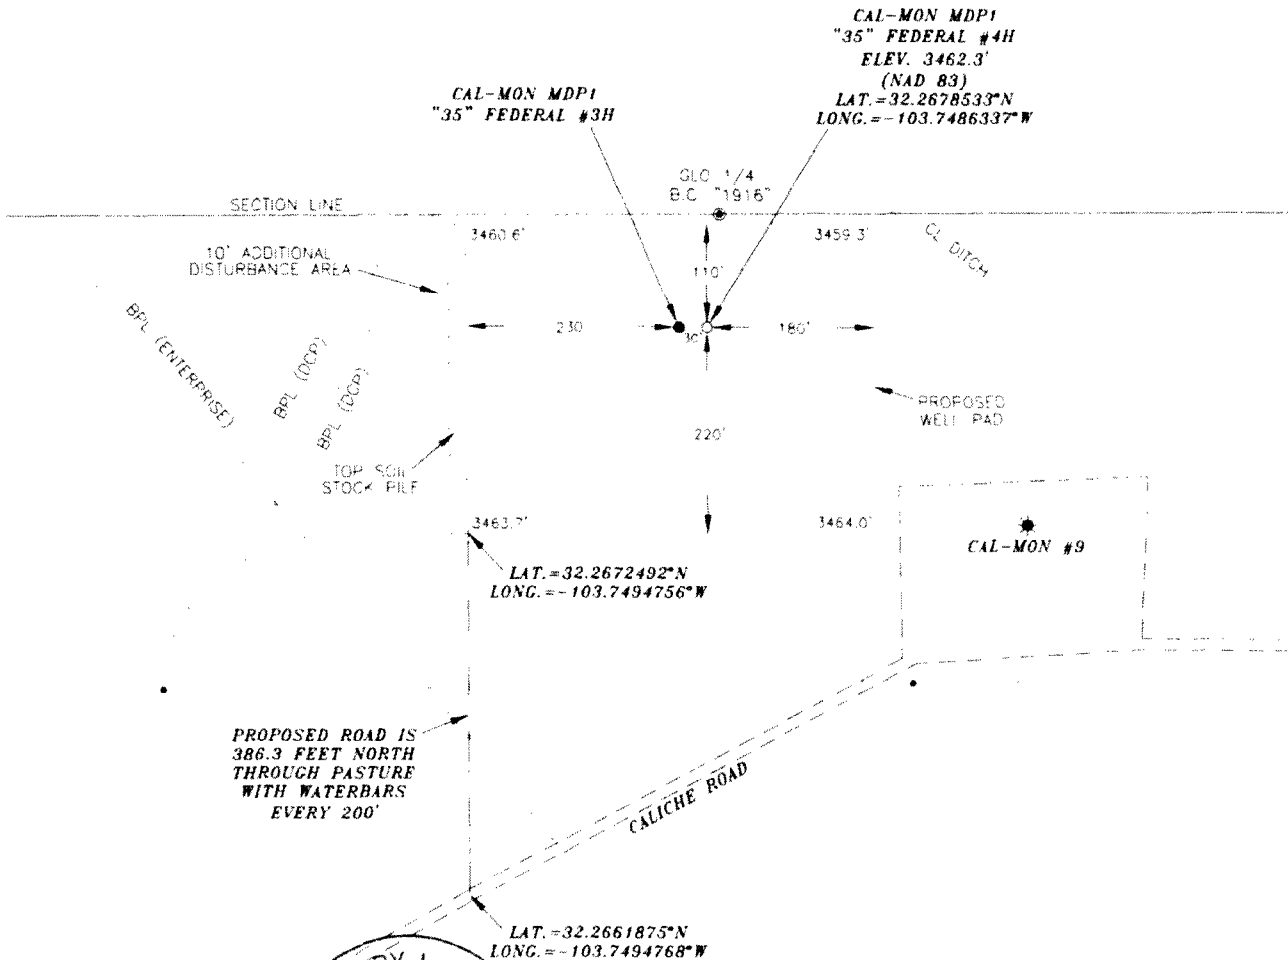 CAL-MON MDP1
"35" FEDERAL #4H
ELEV. 3462.3'
(NAD 83)
LAT.=32.2678533°N
LONG.=-103.7486337°W
CAL-MON MDP1
"35" FEDERAL #3H
GLO 1/4
B.C. "1916"
SECTION LINE
3460.6'
3459.3'
CL DITCH
10' ADDITIONAL
DISTURBANCE AREA
110'
BPL (ENTERPRISE)
BPL (DCP)
BPL (DCP)
230
30'
180'
PROPOSED
WELL PAD
220'
TOP SOIL
STOCK PILE
3463.7'
3464.0'
CAL-MON #9
LAT.=32.2672492°N
LONG.=-103.7494756°W
PROPOSED ROAD IS
386.3 FEET NORTH
THROUGH PASTURE
WITH WATERBARS
EVERY 200'
CALICHE ROAD
LAT.=32.2661875°N
LONG.=-103.7494768°W